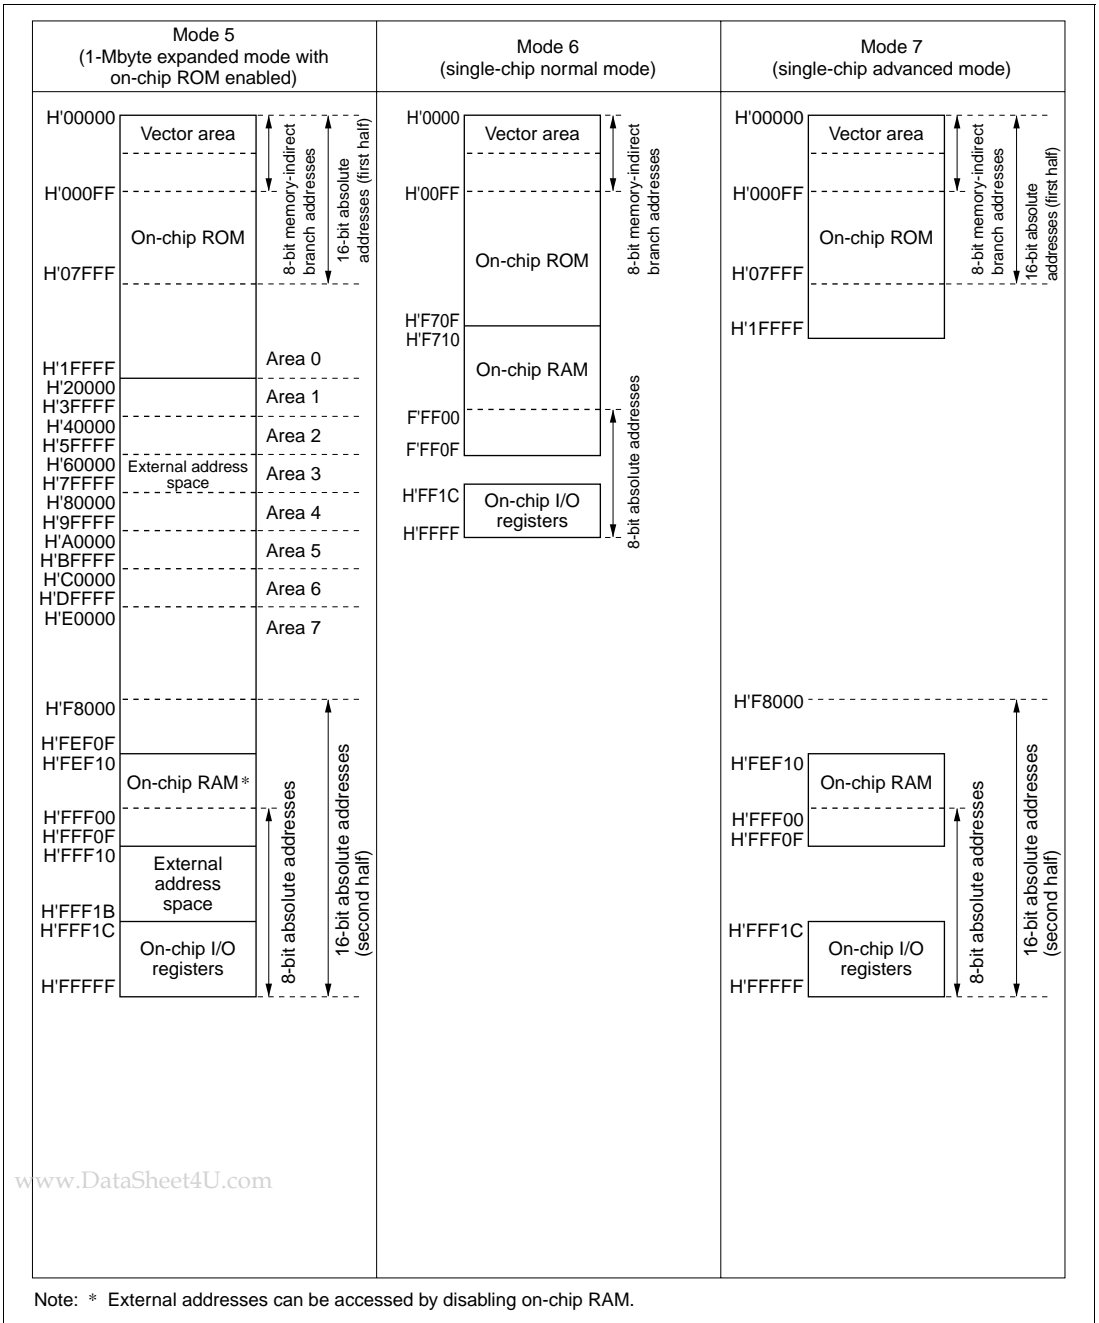 Mode 5
(1-Mbyte expanded mode with
on-chip ROM enabled)
Mode 6
(single-chip normal mode)
Mode 7
(single-chip advanced mode)
H'00000
Vector area
H'000FF
On-chip ROM
H'07FFF
8-bit memory-indirect
branch addresses
16-bit absolute
addresses (first half)
H'1FFFF
Area 0
H'20000
Area 1
H'3FFFF
H'40000
Area 2
H'5FFFF
H'60000
External address
space
Area 3
H'7FFFF
H'80000
Area 4
H'9FFFF
H'A0000
Area 5
H'BFFFF
H'C0000
Area 6
H'DFFFF
H'E0000
Area 7
H'F8000
H'FEF0F
H'FEF10
On-chip RAM*
H'FFF00
H'FFF0F
H'FFF10
External
address
space
H'FFF1B
H'FFF1C
On-chip I/O
registers
H'FFFFF
8-bit absolute addresses
16-bit absolute addresses
(second half)
H'0000
Vector area
H'00FF
On-chip ROM
8-bit memory-indirect
branch addresses
H'F70F
H'F710
On-chip RAM
F'FF00
F'FF0F
H'FF1C
On-chip I/O
registers
H'FFFF
8-bit absolute addresses
H'00000
Vector area
H'000FF
On-chip ROM
H'07FFF
H'1FFFF
8-bit memory-indirect
branch addresses
16-bit absolute
addresses (first half)
H'F8000
H'FEF10
On-chip RAM
H'FFF00
H'FFF0F
H'FFF1C
On-chip I/O
registers
H'FFFFF
8-bit absolute addresses
16-bit absolute addresses
(second half)
www.DataSheet4U.com
Note: * External addresses can be accessed by disabling on-chip RAM.